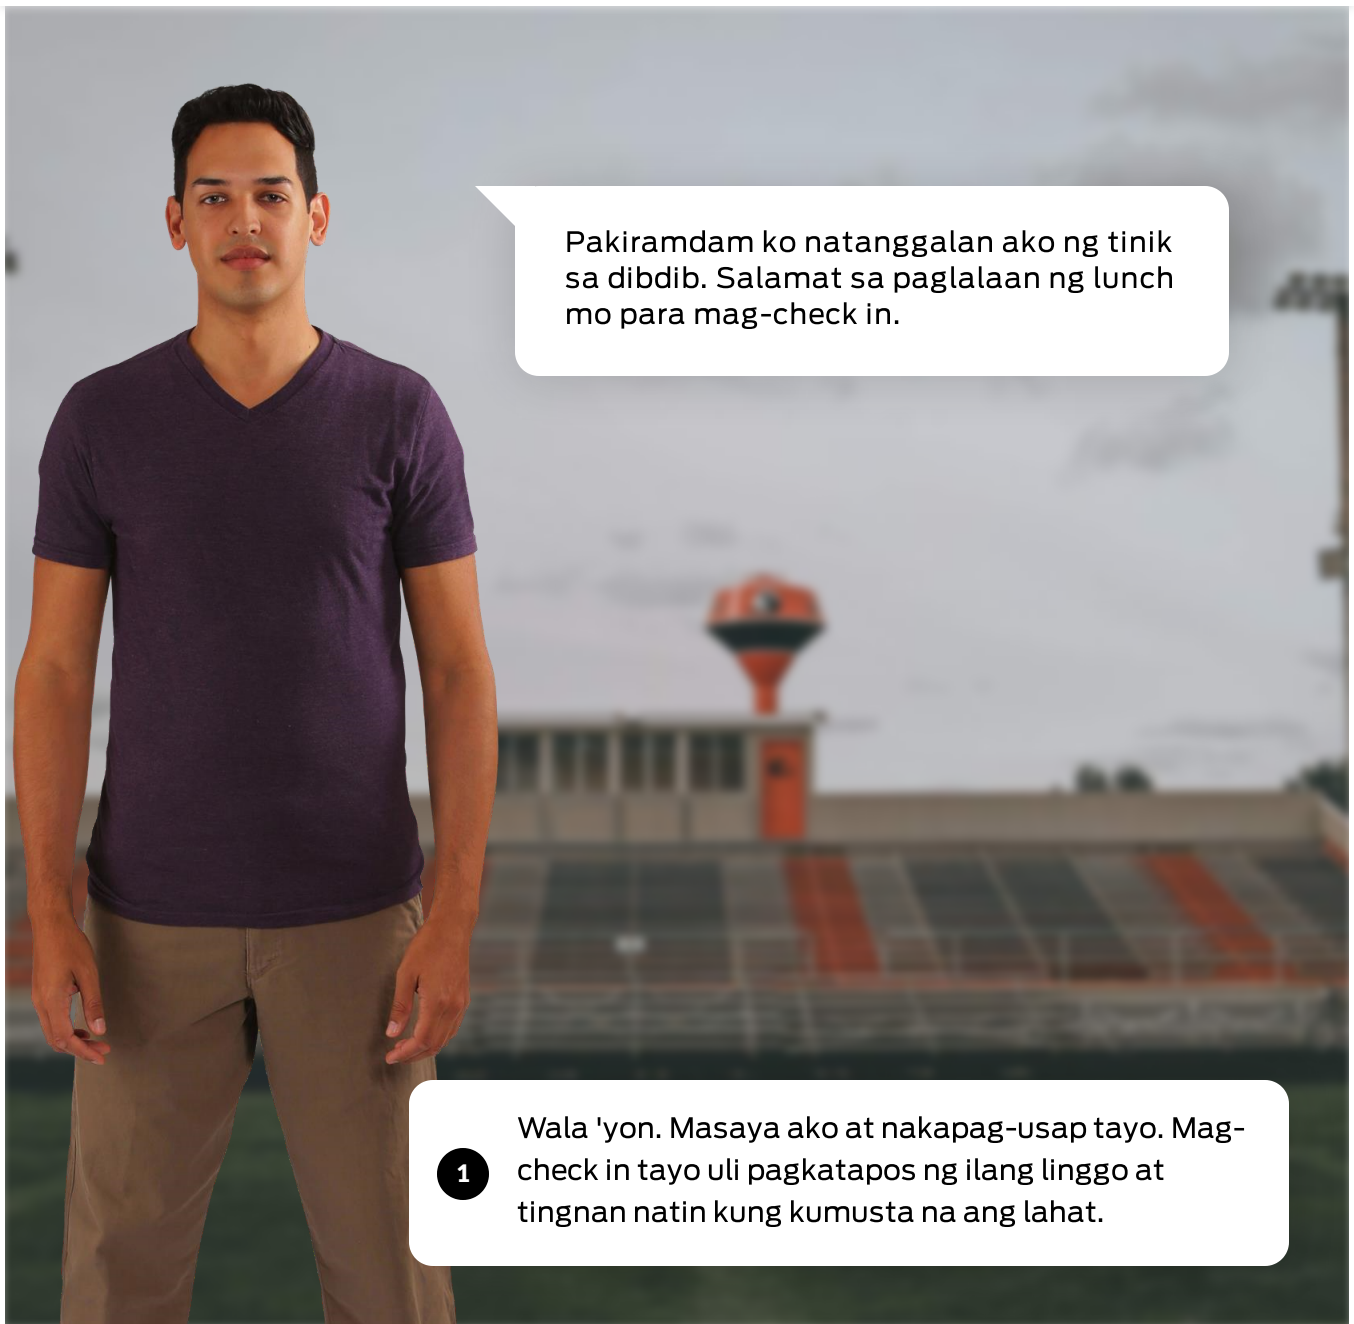 Pakiramdam ko natanggalan ako ng tinik
sa dibdib. Salamat sa paglalaan ng lunch
mo para mag-check in.
Wala 'yon. Masaya ako at nakapag-usap tayo. Mag-
1
check in tayo uli pagkatapos ng ilang linggo at
tingnan natin kung kumusta na ang lahat.